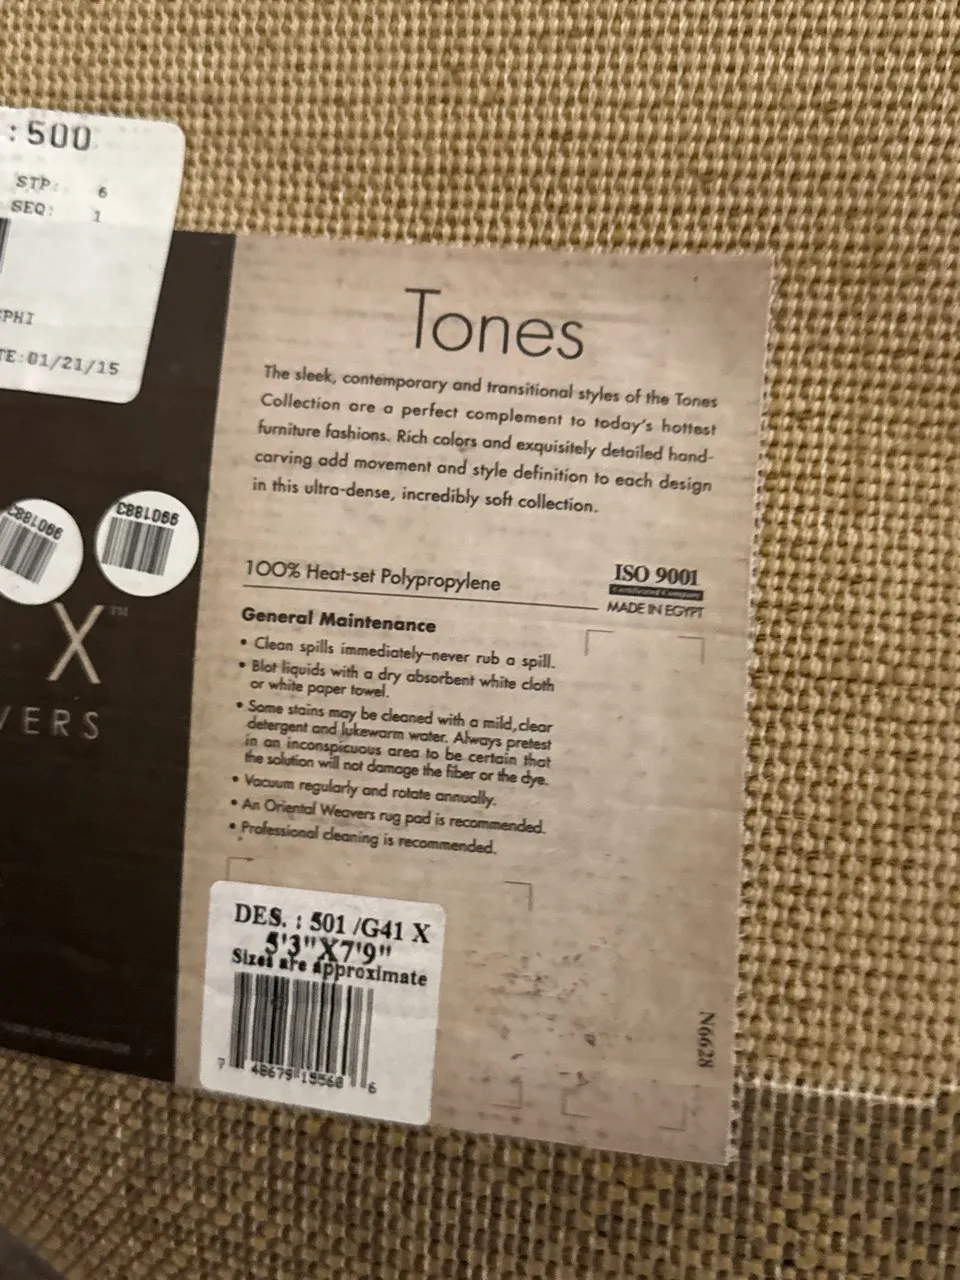 : 500
STP: 6
SEQ: 1
PHI
TE:01/21/15
Tones
The sleek, contemporary and transitional styles of the Tones
Collection are a perfect complement to today's hottest
furniture fashions. Rich colors and exquisitely detailed hand-
carving add movement and style definition to each design
in this ultra-dense, incredibly soft collection.
C88L066
C88L066
X™
VERS
100% Heat-set Polypropylene
ISO 9001
Certificated Company
MADE IN EGYPT
General Maintenance
• Clean spills immediately–never rub a spill.
• Blot liquids with a dry absorbent white cloth
or white paper towel.
• Some stains may be cleaned with a mild, clear
detergent and lukewarm water. Always pretest
in an inconspicuous area to be certain that
the solution will not damage the fiber or the dye.
• Vacuum regularly and rotate annually.
• An Oriental Weavers rug pad is recommended.
• Professional cleaning is recommended.
DES. : 501 /G41 X
5'3"X7'9"
Sizes are approximate
7 48679 15560 6
N6628